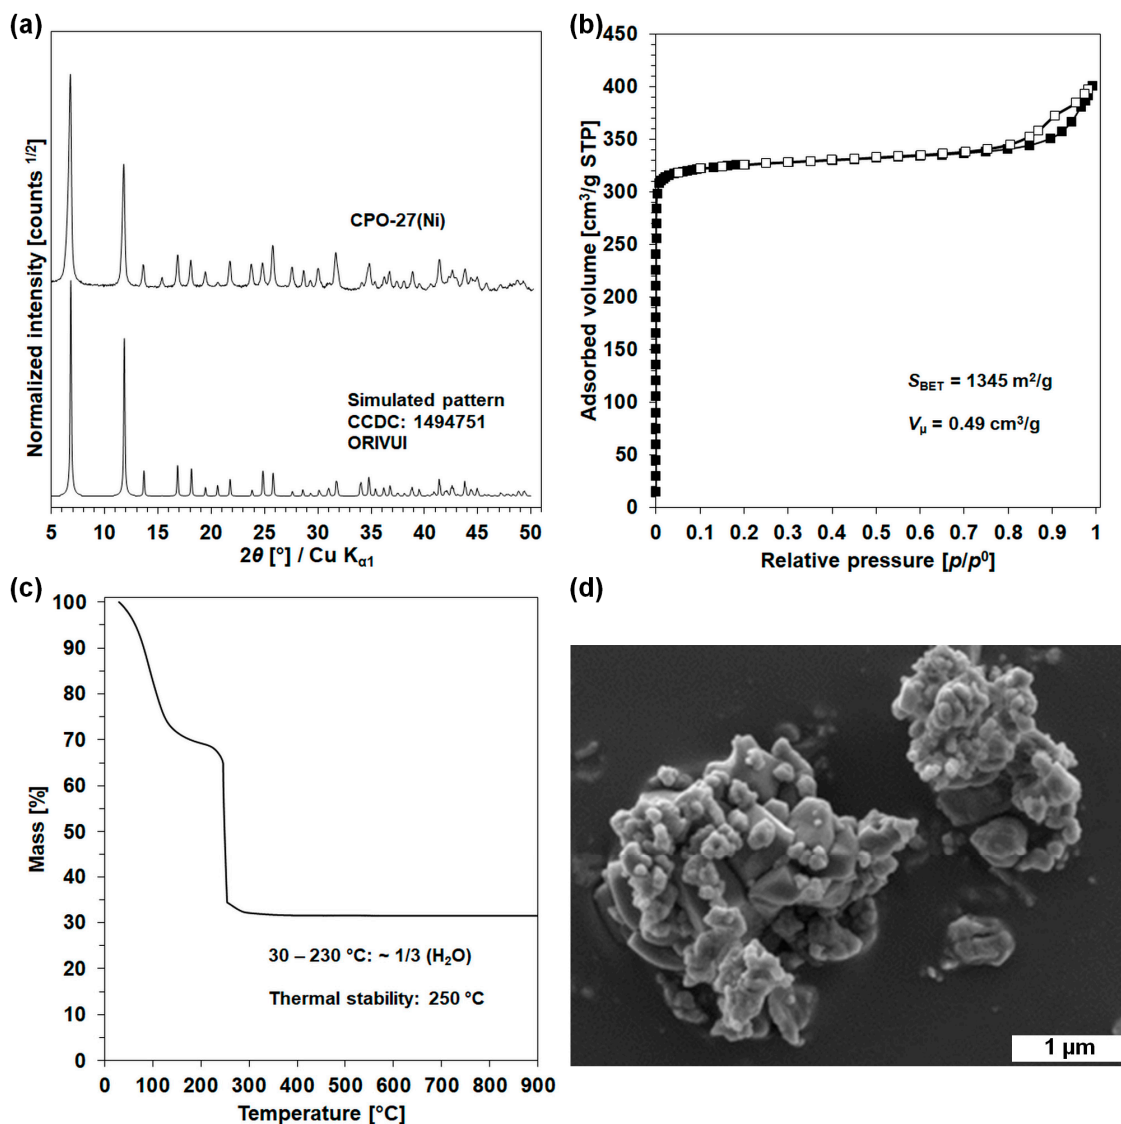 (a)
Normalized intensity [counts ¹ᐟ²]
CPO-27(Ni)
Simulated pattern
CCDC: 1494751
ORIVUI
5 10 15 20 25 30 35 40 45 50
2θ [°] / Cu Kα1
(b)
Adsorbed volume [cm³/g STP]
450
400
350
300
250
200
150
100
50
0
S_BET = 1345 m²/g
V_µ = 0.49 cm³/g
0 0.1 0.2 0.3 0.4 0.5 0.6 0.7 0.8 0.9 1
Relative pressure [p/p⁰]
(c)
Mass [%]
100
90
80
70
60
50
40
30
20
10
0
30 – 230 °C: ~ 1/3 (H₂O)
Thermal stability: 250 °C
0 100 200 300 400 500 600 700 800 900
Temperature [°C]
(d)
1 µm